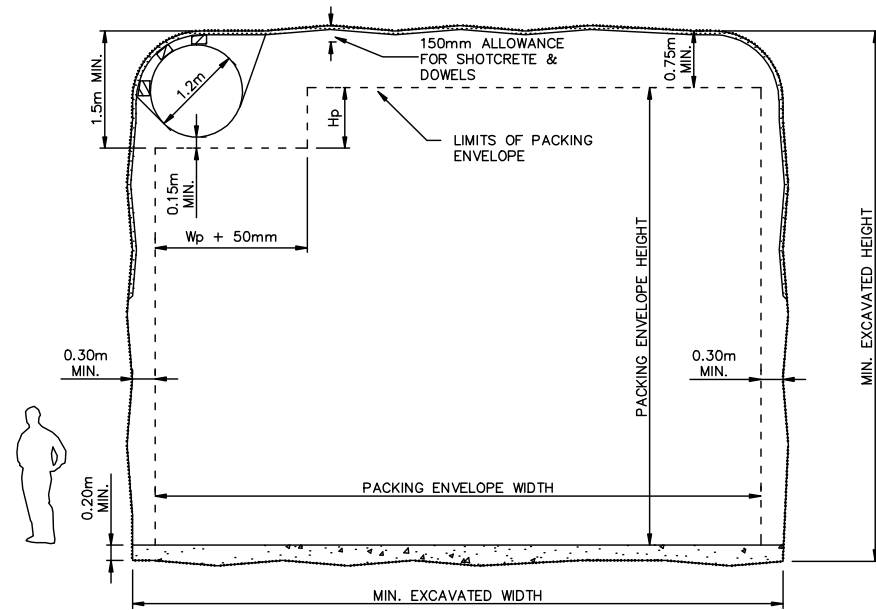 150mm ALLOWANCE
FOR SHOTCRETE &
DOWELS
0.75m
MIN.
1.5m MIN.
1.2m
Hp
LIMITS OF PACKING
ENVELOPE
0.15m
MIN.
Wp + 50mm
PACKING ENVELOPE HEIGHT
MIN. EXCAVATED HEIGHT
0.30m
MIN.
0.30m
MIN.
0.20m
MIN.
PACKING ENVELOPE WIDTH
MIN. EXCAVATED WIDTH